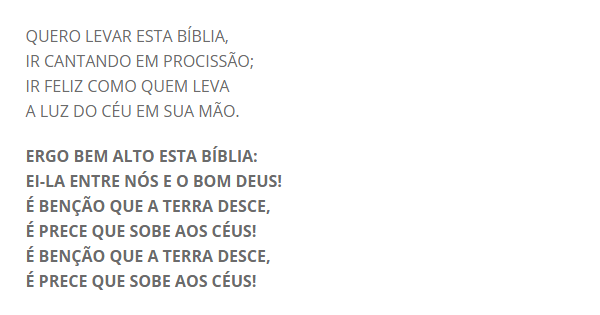 QUERO LEVAR ESTA BÍBLIA,
IR CANTANDO EM PROCISSÃO;
IR FELIZ COMO QUEM LEVA
A LUZ DO CÉU EM SUA MÃO.
ERGO BEM ALTO ESTA BÍBLIA:
EI-LA ENTRE NÓS E O BOM DEUS!
É BENÇÃO QUE A TERRA DESCE,
É PRECE QUE SOBE AOS CÉUS!
É BENÇÃO QUE A TERRA DESCE,
É PRECE QUE SOBE AOS CÉUS!